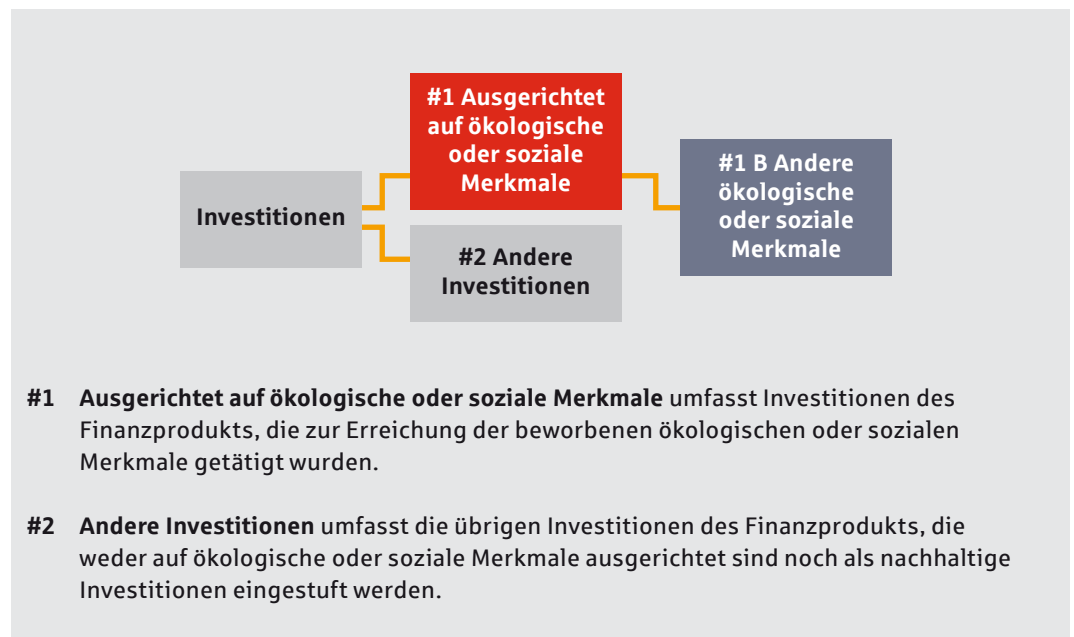 #1 Ausgerichtet
auf ökologische
oder soziale
Merkmale
#1 B Andere
ökologische
oder soziale
Merkmale
Investitionen
#2 Andere
Investitionen
#1 Ausgerichtet auf ökologische oder soziale Merkmale umfasst Investitionen des
Finanzprodukts, die zur Erreichung der beworbenen ökologischen oder sozialen
Merkmale getätigt wurden.
#2 Andere Investitionen umfasst die übrigen Investitionen des Finanzprodukts, die
weder auf ökologische oder soziale Merkmale ausgerichtet sind noch als nachhaltige
Investitionen eingestuft werden.